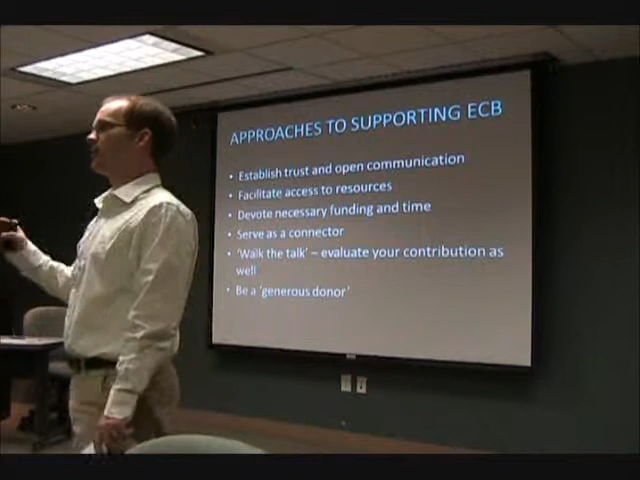 APPROACHES TO SUPPORTING ECB
• Establish trust and open communication
• Facilitate access to resources
• Devote necessary funding and time
• Serve as a connector
• 'Walk the talk' – evaluate your contribution as
well
• Be a 'generous donor'